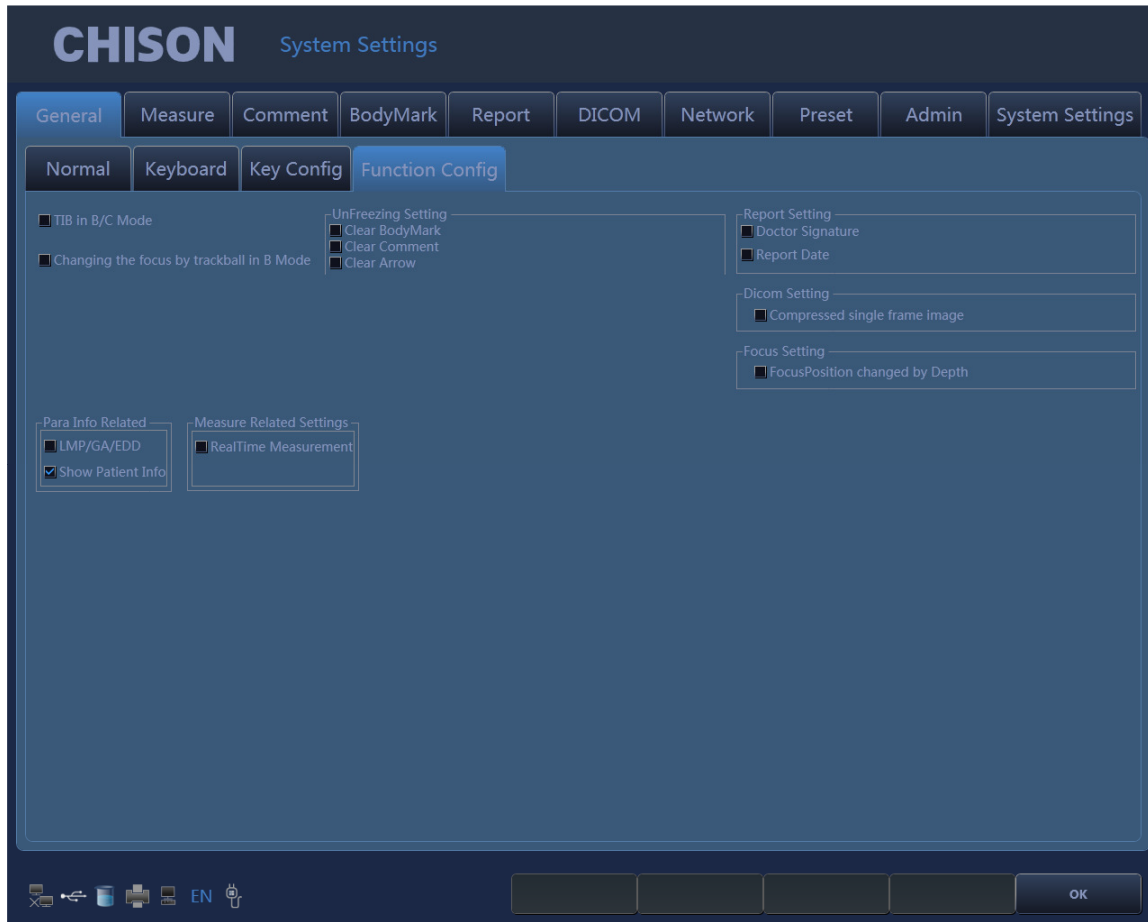 CHISON
System Settings
General
Measure
Comment
BodyMark
Report
DICOM
Network
Preset
Admin
System Settings
Normal
Keyboard
Key Config
Function Config
TIB in B/C Mode
Changing the focus by trackball in B Mode
UnFreezing Setting
Clear BodyMark
Clear Comment
Clear Arrow
Report Setting
Doctor Signature
Report Date
Dicom Setting
Compressed single frame image
Focus Setting
FocusPosition changed by Depth
Para Info Related
LMP/GA/EDD
Show Patient Info
Measure Related Settings
RealTime Measurement
EN
OK